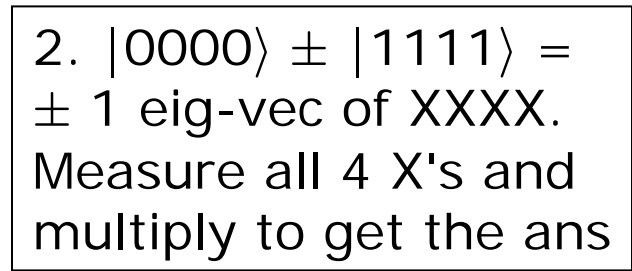 2. |0000⟩ ± |1111⟩ =
± 1 eig-vec of XXXX.
Measure all 4 X's and
multiply to get the ans